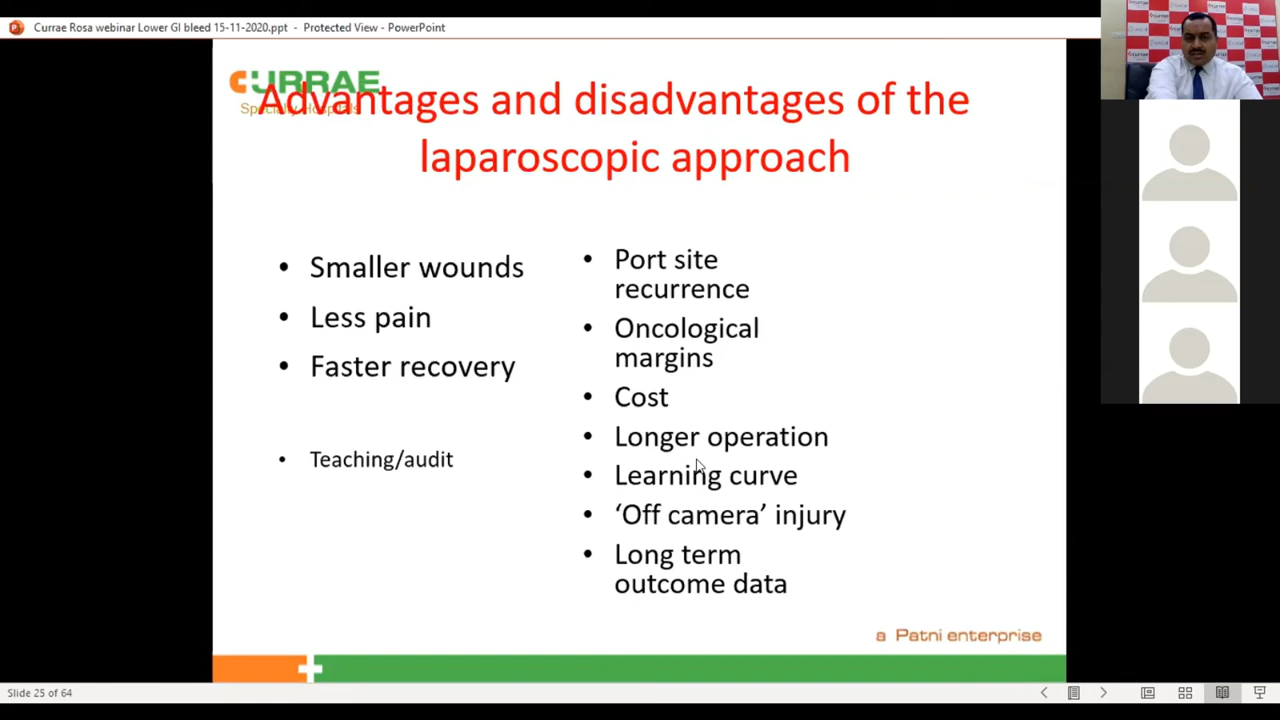 Currae Rosa webinar Lower GI bleed 15-11-2020.ppt - Protected View - PowerPoint
CURRAE
Specialty Hospitals
Advantages and disadvantages of the
laparoscopic approach
• Smaller wounds
• Less pain
• Faster recovery
• Teaching/audit
• Port site
recurrence
• Oncological
margins
• Cost
• Longer operation
• Learning curve
• ‘Off camera’ injury
• Long term
outcome data
a Patni enterprise
Slide 25 of 64